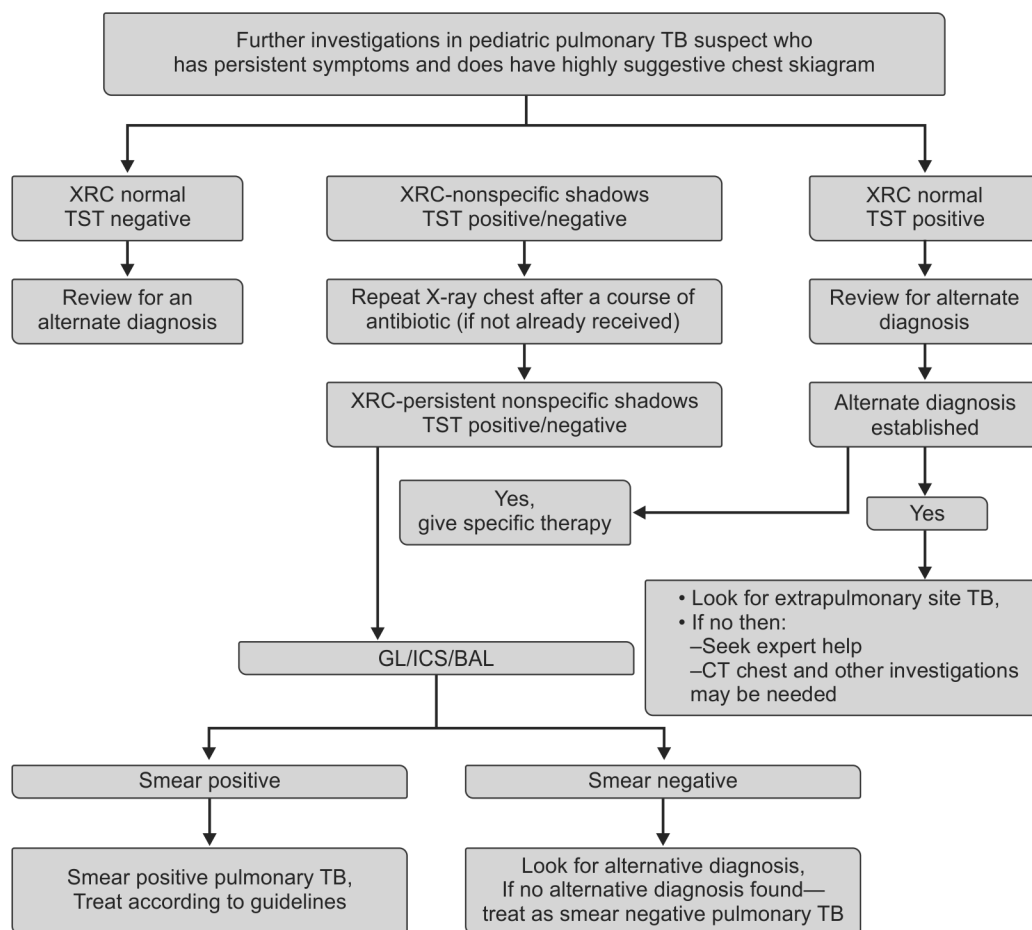 Further investigations in pediatric pulmonary TB suspect who
has persistent symptoms and does have highly suggestive chest skiagram
XRC normal
TST negative
XRC-nonspecific shadows
TST positive/negative
XRC normal
TST positive
Review for an
alternate diagnosis
Repeat X-ray chest after a course of
antibiotic (if not already received)
Review for alternate
diagnosis
XRC-persistent nonspecific shadows
TST positive/negative
Alternate diagnosis
established
Yes,
give specific therapy
Yes
• Look for extrapulmonary site TB,
• If no then:
–Seek expert help
–CT chest and other investigations
may be needed
GL/ICS/BAL
Smear positive
Smear negative
Smear positive pulmonary TB,
Treat according to guidelines
Look for alternative diagnosis,
If no alternative diagnosis found—
treat as smear negative pulmonary TB